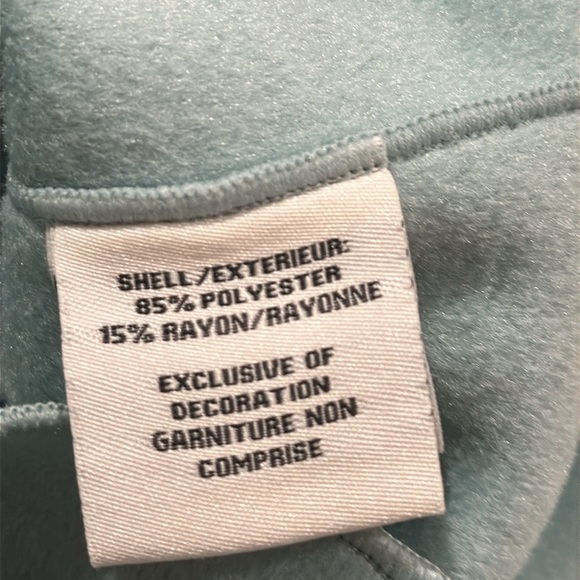 SHELL/EXTERIEUR:
85% POLYESTER
15% RAYON/RAYONNE
EXCLUSIVE OF
DECORATION
GARNITURE NON
COMPRISE